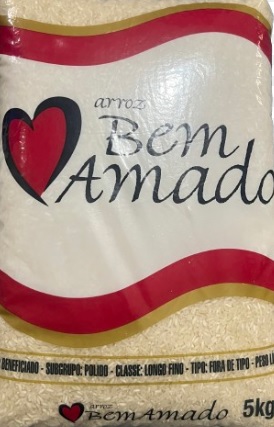 arroz
Bem
Amado
BENEFICIADO - SUBGRUPO: POLIDO - CLASSE: LONGO FINO - TIPO: FORA DE TIPO - PESO
arroz
Bem Amado 5kg